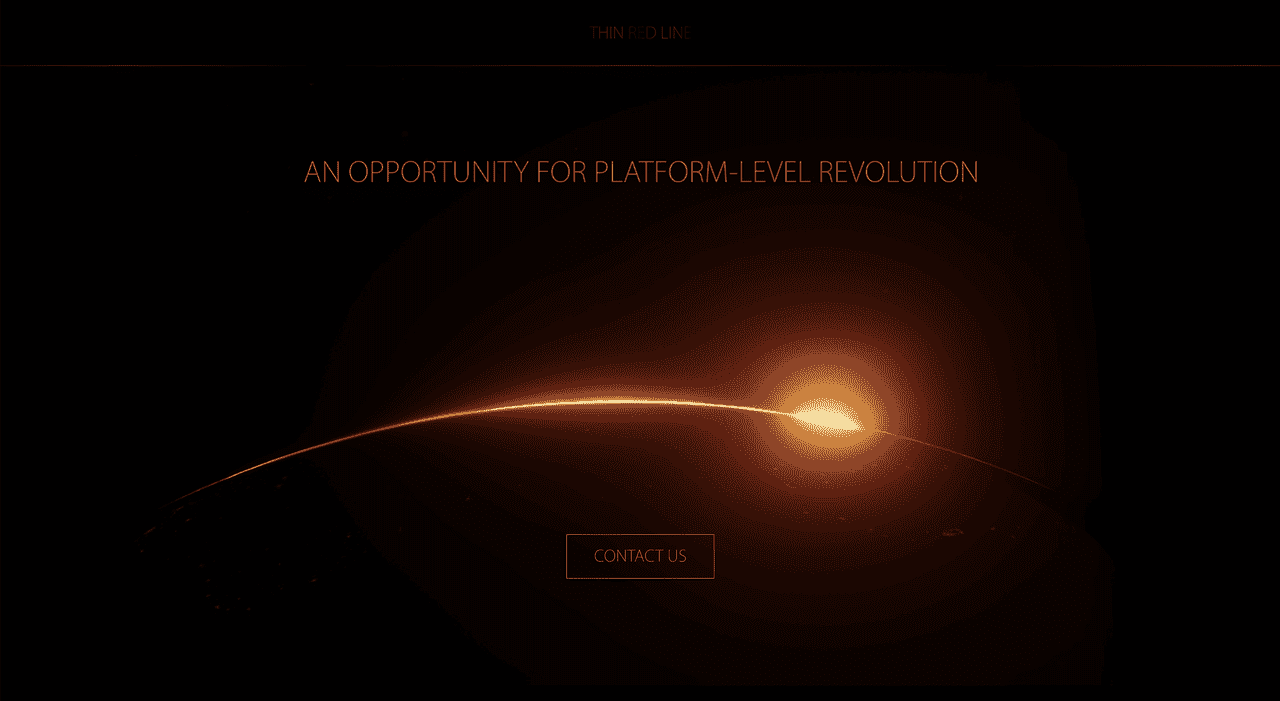 THIN RED LINE
AN OPPORTUNITY FOR PLATFORM-LEVEL REVOLUTION
CONTACT US